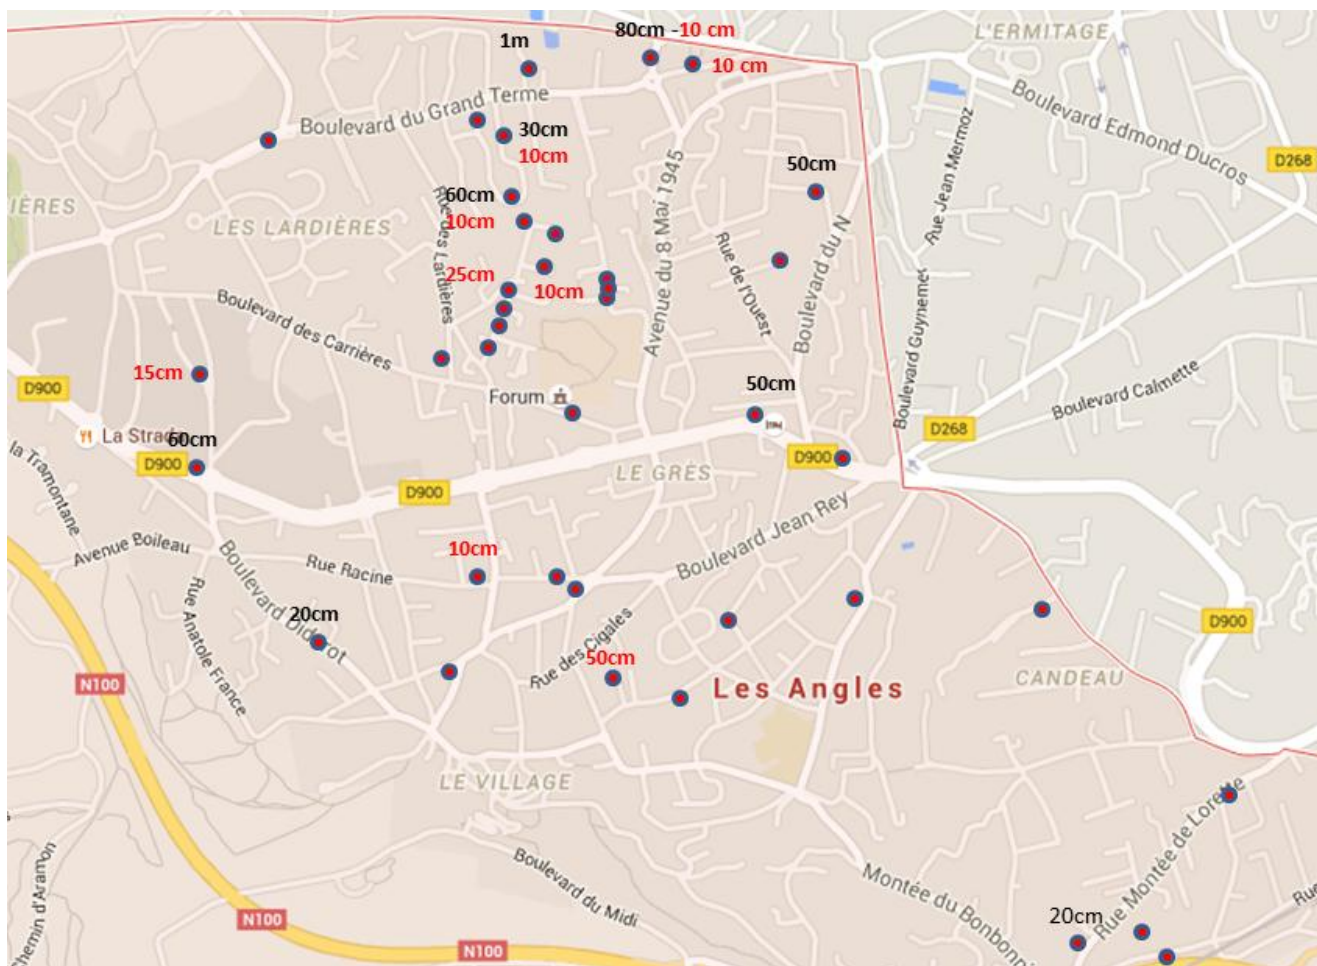 L'ERMITAGE
80cm -10 cm
1m
10 cm
Boulevard du Grand Terme
Boulevard Edmond Ducros
30cm
10cm
50cm
D268
IÈRES
LES LARDIÈRES
60cm
10cm
Rue des Lardières
Avenue du 8 Mai 1945
Rue de l'Ouest
Boulevard du N
Rue Jean Mermoz
25cm
10cm
Boulevard des Carrières
Boulevard Guynemer
Boulevard Calmette
15cm
D900
Forum
50cm
D268
La Strada
60cm
D900
D900
LE GRÈS
D900
la Tramontane
Boulevard Jean Rey
Avenue Boileau
Rue Racine
10cm
Boulevard Diderot
Rue Anatole France
20cm
Rue des Cigales
50cm
D900
N100
Les Angles
CANDEAU
LE VILLAGE
Rue Montée de Lorette
Boulevard du Midi
Montée du Bonbonn
Chemin d'Aramon
20cm
N100
N100
Ru